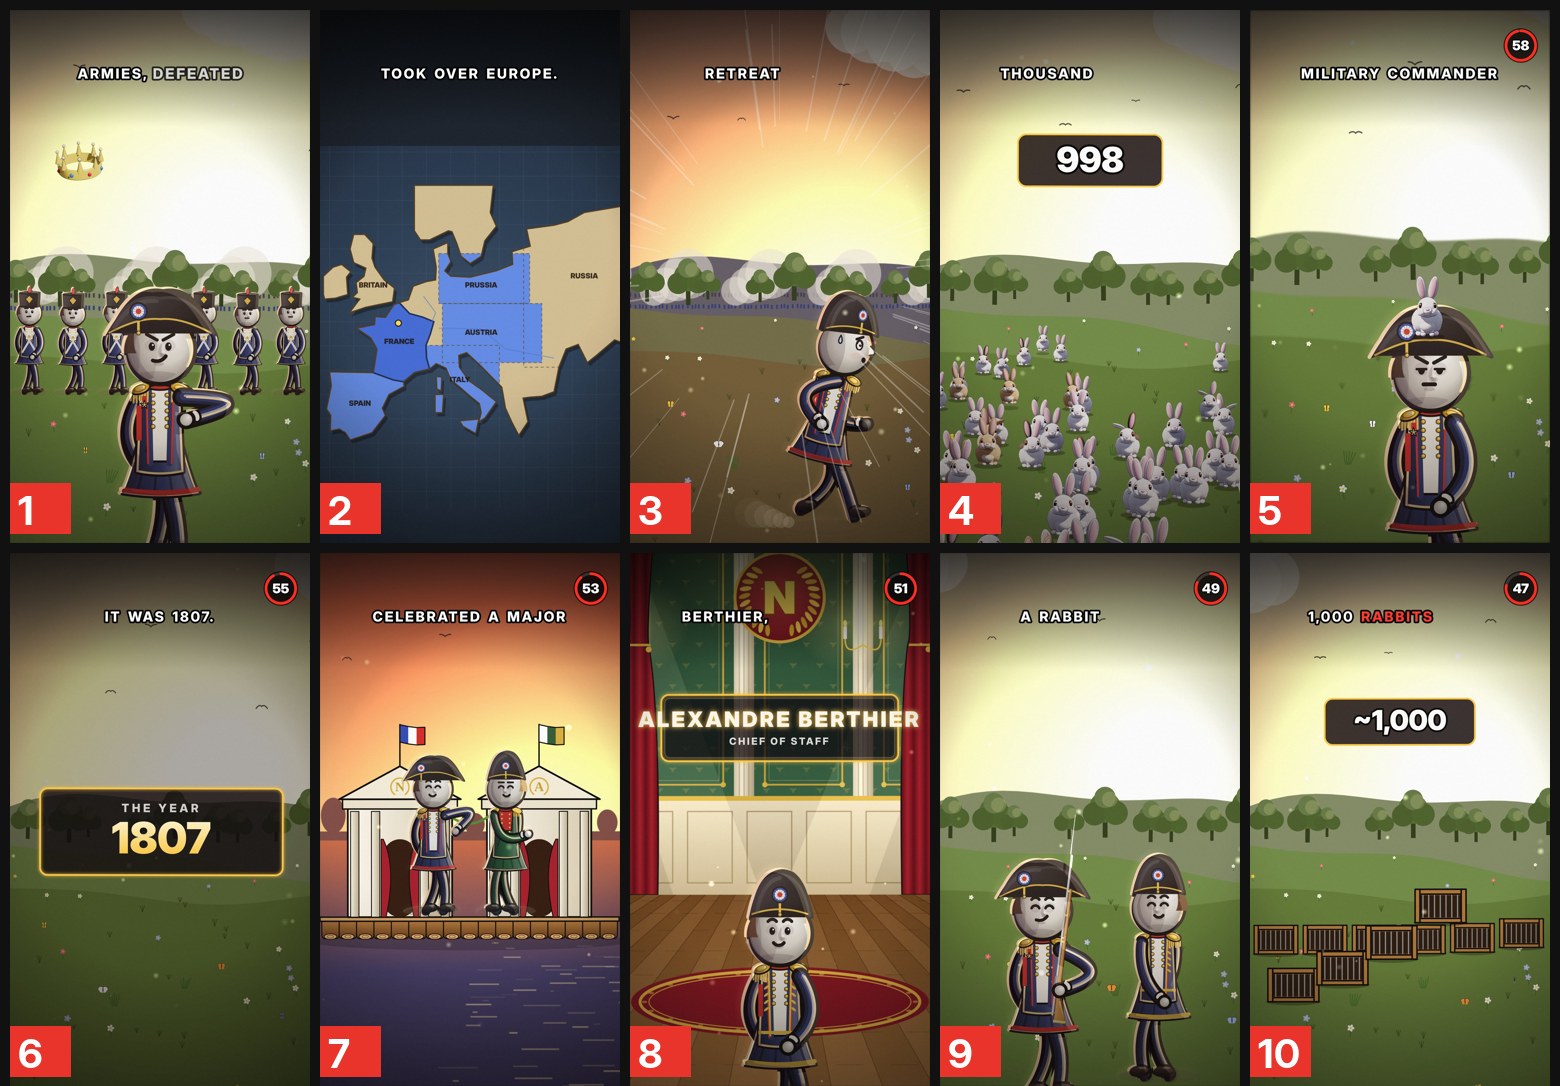 ARMIES, DEFEATED
1
TOOK OVER EUROPE.
BRITAIN
PRUSSIA
RUSSIA
AUSTRIA
FRANCE
ITALY
SPAIN
2
RETREAT
3
THOUSAND
998
4
58
MILITARY COMMANDER
5
55
IT WAS 1807.
THE YEAR
1807
6
53
CELEBRATED A MAJOR
N
A
7
51
N
BERTHIER,
ALEXANDRE BERTHIER
CHIEF OF STAFF
8
49
A RABBIT
9
47
1,000 RABBITS
~1,000
10